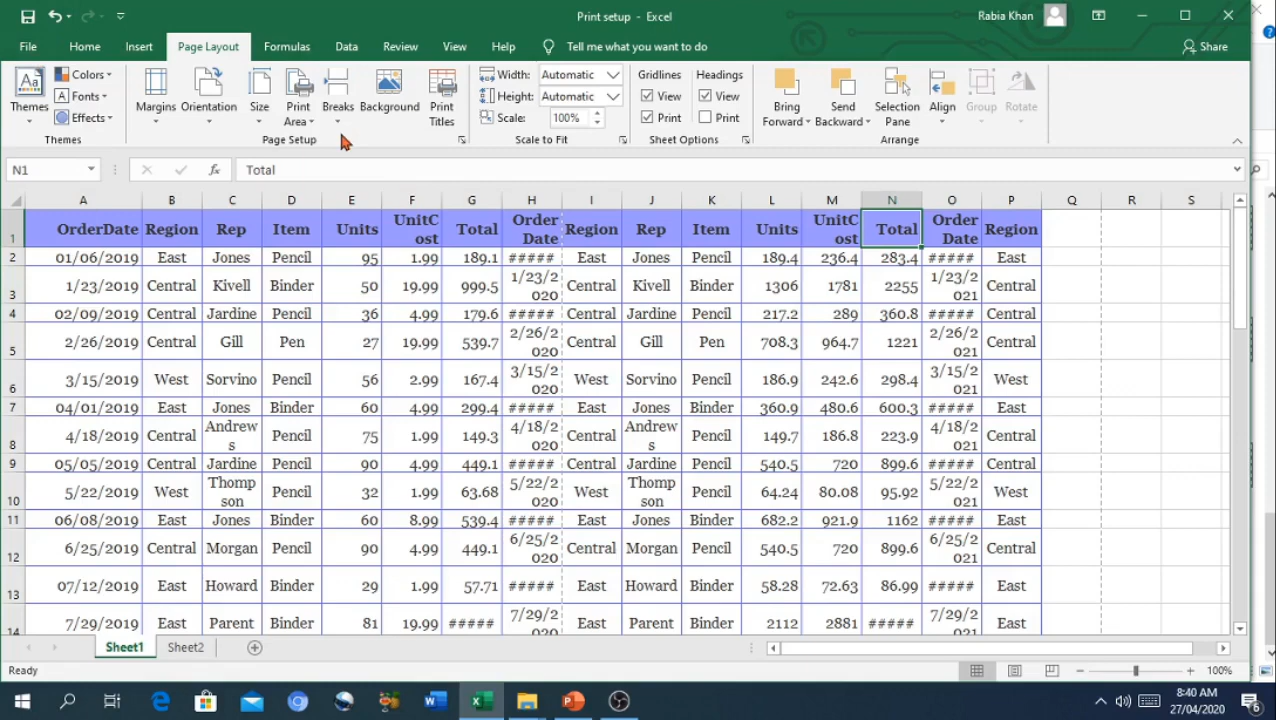 Print setup - Excel
Rabia Khan
File Home Insert Page Layout Formulas Data Review View Help Tell me what you want to do Share
Colors Width: Automatic Gridlines Headings
Fonts Height: Automatic View View
Themes Effects Margins Orientation Size Print Area Breaks Background Print Titles Scale: 100% Print Print Bring Forward Send Backward Selection Pane Align Group Rotate
Themes Page Setup Scale to Fit Sheet Options Arrange
N1 fx Total
A B C D E F G H I J K L M N O P Q R S
1 OrderDate Region Rep Item Units UnitCost Total Order Date Region Rep Item Units UnitCost Total Order Date Region
2 01/06/2019 East Jones Pencil 95 1.99 189.1 ##### East Jones Pencil 189.4 236.4 283.4 ##### East
3 1/23/2019 Central Kivell Binder 50 19.99 999.5 1/23/2020 Central Kivell Binder 1306 1781 2255 1/23/2021 Central
4 02/09/2019 Central Jardine Pencil 36 4.99 179.6 ##### Central Jardine Pencil 217.2 289 360.8 ##### Central
5 2/26/2019 Central Gill Pen 27 19.99 539.7 2/26/2020 Central Gill Pen 708.3 964.7 1221 2/26/2021 Central
6 3/15/2019 West Sorvino Pencil 56 2.99 167.4 3/15/2020 West Sorvino Pencil 186.9 242.6 298.4 3/15/2021 West
7 04/01/2019 East Jones Binder 60 4.99 299.4 ##### East Jones Binder 360.9 480.6 600.3 ##### East
8 4/18/2019 Central Andrews Pencil 75 1.99 149.3 4/18/2020 Central Andrews Pencil 149.7 186.8 223.9 4/18/2021 Central
9 05/05/2019 Central Jardine Pencil 90 4.99 449.1 ##### Central Jardine Pencil 540.5 720 899.6 ##### Central
10 5/22/2019 West Thompson Pencil 32 1.99 63.68 5/22/2020 West Thompson Pencil 64.24 80.08 95.92 5/22/2021 West
11 06/08/2019 East Jones Binder 60 8.99 539.4 ##### East Jones Binder 682.2 921.9 1162 ##### East
12 6/25/2019 Central Morgan Pencil 90 4.99 449.1 6/25/2020 Central Morgan Pencil 540.5 720 899.6 6/25/2021 Central
13 07/12/2019 East Howard Binder 29 1.99 57.71 ##### East Howard Binder 58.28 72.63 86.99 ##### East
14 7/29/2019 East Parent Binder 81 19.99 ##### 7/29/2020 East Parent Binder 2112 2881 ##### 7/29/2021 East
Sheet1 Sheet2
Ready 100%
8:40 AM
27/04/2020 6